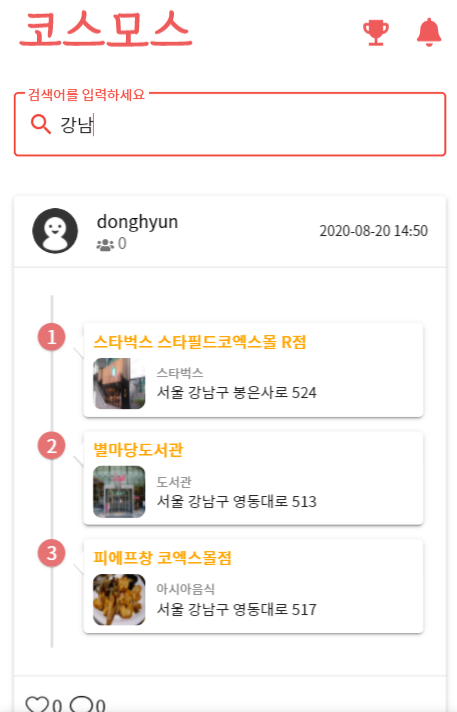 코스모스
검색어를 입력하세요
강남
donghyun
0
2020-08-20 14:50
1
스타벅스 스타필드코엑스몰 R점
스타벅스
서울 강남구 봉은사로 524
2
별마당도서관
도서관
서울 강남구 영동대로 513
3
피에프창 코엑스몰점
아시아음식
서울 강남구 영동대로 517
0 0